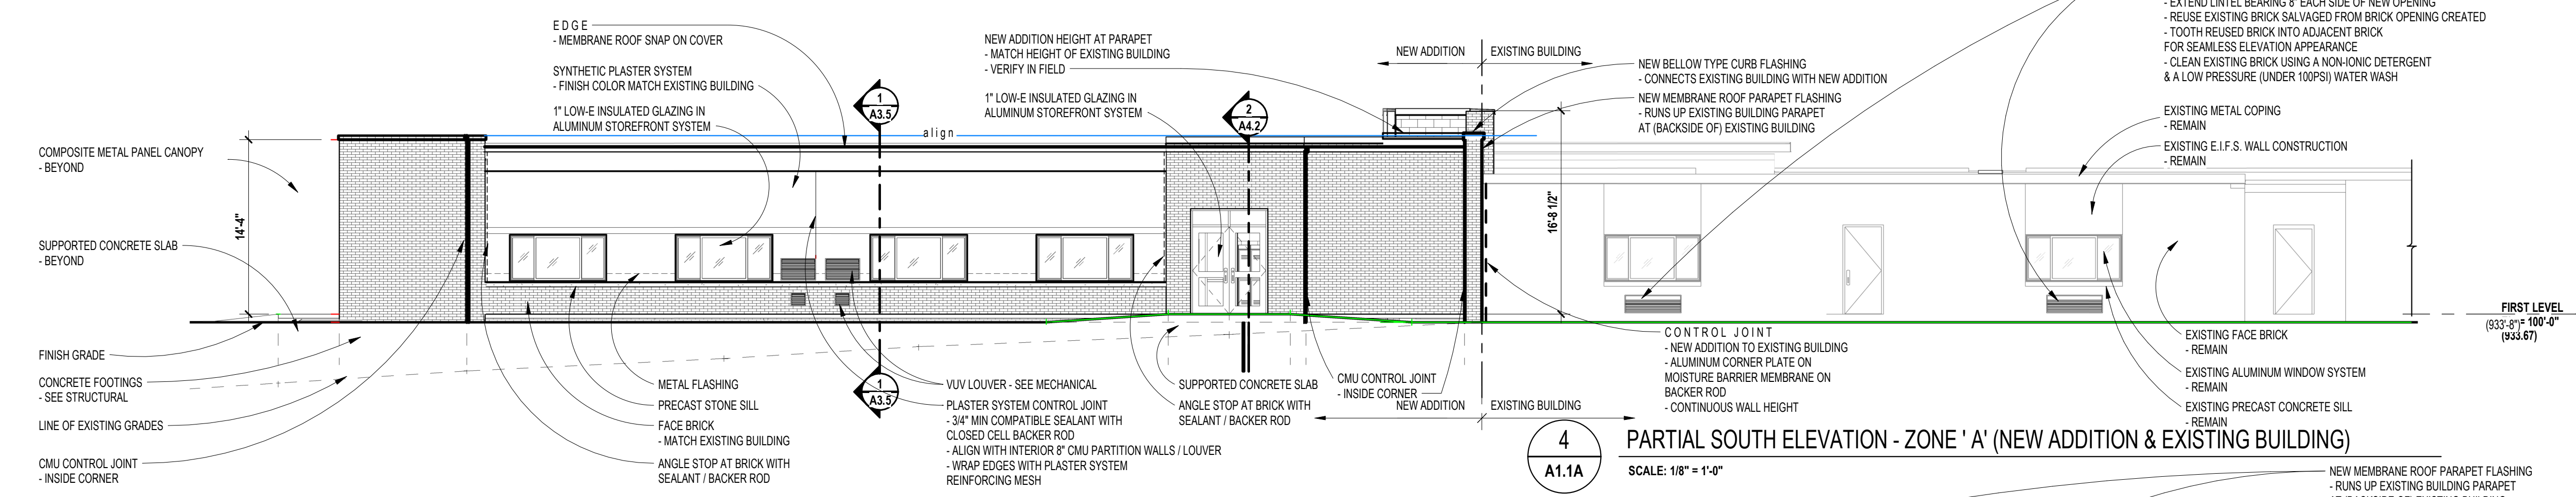 EDGE
- MEMBRANE ROOF SNAP ON COVER
SYNTHETIC PLASTER SYSTEM
- FINISH COLOR MATCH EXISTING BUILDING
1" LOW-E INSULATED GLAZING IN
ALUMINUM STOREFRONT SYSTEM
COMPOSITE METAL PANEL CANOPY
- BEYOND
14'-4"
SUPPORTED CONCRETE SLAB
- BEYOND
FINISH GRADE
CONCRETE FOOTINGS
- SEE STRUCTURAL
LINE OF EXISTING GRADES
CMU CONTROL JOINT
- INSIDE CORNER
1
A3.5
align
NEW ADDITION HEIGHT AT PARAPET
- MATCH HEIGHT OF EXISTING BUILDING
- VERIFY IN FIELD
1" LOW-E INSULATED GLAZING IN
ALUMINUM STOREFRONT SYSTEM
2
A4.2
NEW ADDITION
EXISTING BUILDING
NEW BELLOW TYPE CURB FLASHING
- CONNECTS EXISTING BUILDING WITH NEW ADDITION
NEW MEMBRANE ROOF PARAPET FLASHING
- RUNS UP EXISTING BUILDING PARAPET
AT (BACKSIDE OF) EXISTING BUILDING
16'-8 1/2"
- EXTEND LINTEL BEARING 8" EACH SIDE OF NEW OPENING
- REUSE EXISTING BRICK SALVAGED FROM BRICK OPENING CREATED
- TOOTH REUSED BRICK INTO ADJACENT BRICK
FOR SEAMLESS ELEVATION APPEARANCE
- CLEAN EXISTING BRICK USING A NON-IONIC DETERGENT
& A LOW PRESSURE (UNDER 100PSI) WATER WASH
EXISTING METAL COPING
- REMAIN
EXISTING E.I.F.S. WALL CONSTRUCTION
- REMAIN
FIRST LEVEL
(933'-8") = 100'-0"
(933.67)
METAL FLASHING
PRECAST STONE SILL
FACE BRICK
- MATCH EXISTING BUILDING
ANGLE STOP AT BRICK WITH
SEALANT / BACKER ROD
1
A3.5
VUV LOUVER - SEE MECHANICAL
PLASTER SYSTEM CONTROL JOINT
- 3/4" MIN COMPATIBLE SEALANT WITH
CLOSED CELL BACKER ROD
- ALIGN WITH INTERIOR 8" CMU PARTITION WALLS / LOUVER
- WRAP EDGES WITH PLASTER SYSTEM
REINFORCING MESH
SUPPORTED CONCRETE SLAB
ANGLE STOP AT BRICK WITH
SEALANT / BACKER ROD
CMU CONTROL JOINT
- INSIDE CORNER
NEW ADDITION
EXISTING BUILDING
CONTROL JOINT
- NEW ADDITION TO EXISTING BUILDING
- ALUMINUM CORNER PLATE ON
MOISTURE BARRIER MEMBRANE ON
BACKER ROD
- CONTINUOUS WALL HEIGHT
EXISTING FACE BRICK
- REMAIN
EXISTING ALUMINUM WINDOW SYSTEM
- REMAIN
EXISTING PRECAST CONCRETE SILL
- REMAIN
4
A1.1A
PARTIAL SOUTH ELEVATION - ZONE ' A' (NEW ADDITION & EXISTING BUILDING)
SCALE: 1/8" = 1'-0"
NEW MEMBRANE ROOF PARAPET FLASHING
- RUNS UP EXISTING BUILDING PARAPET